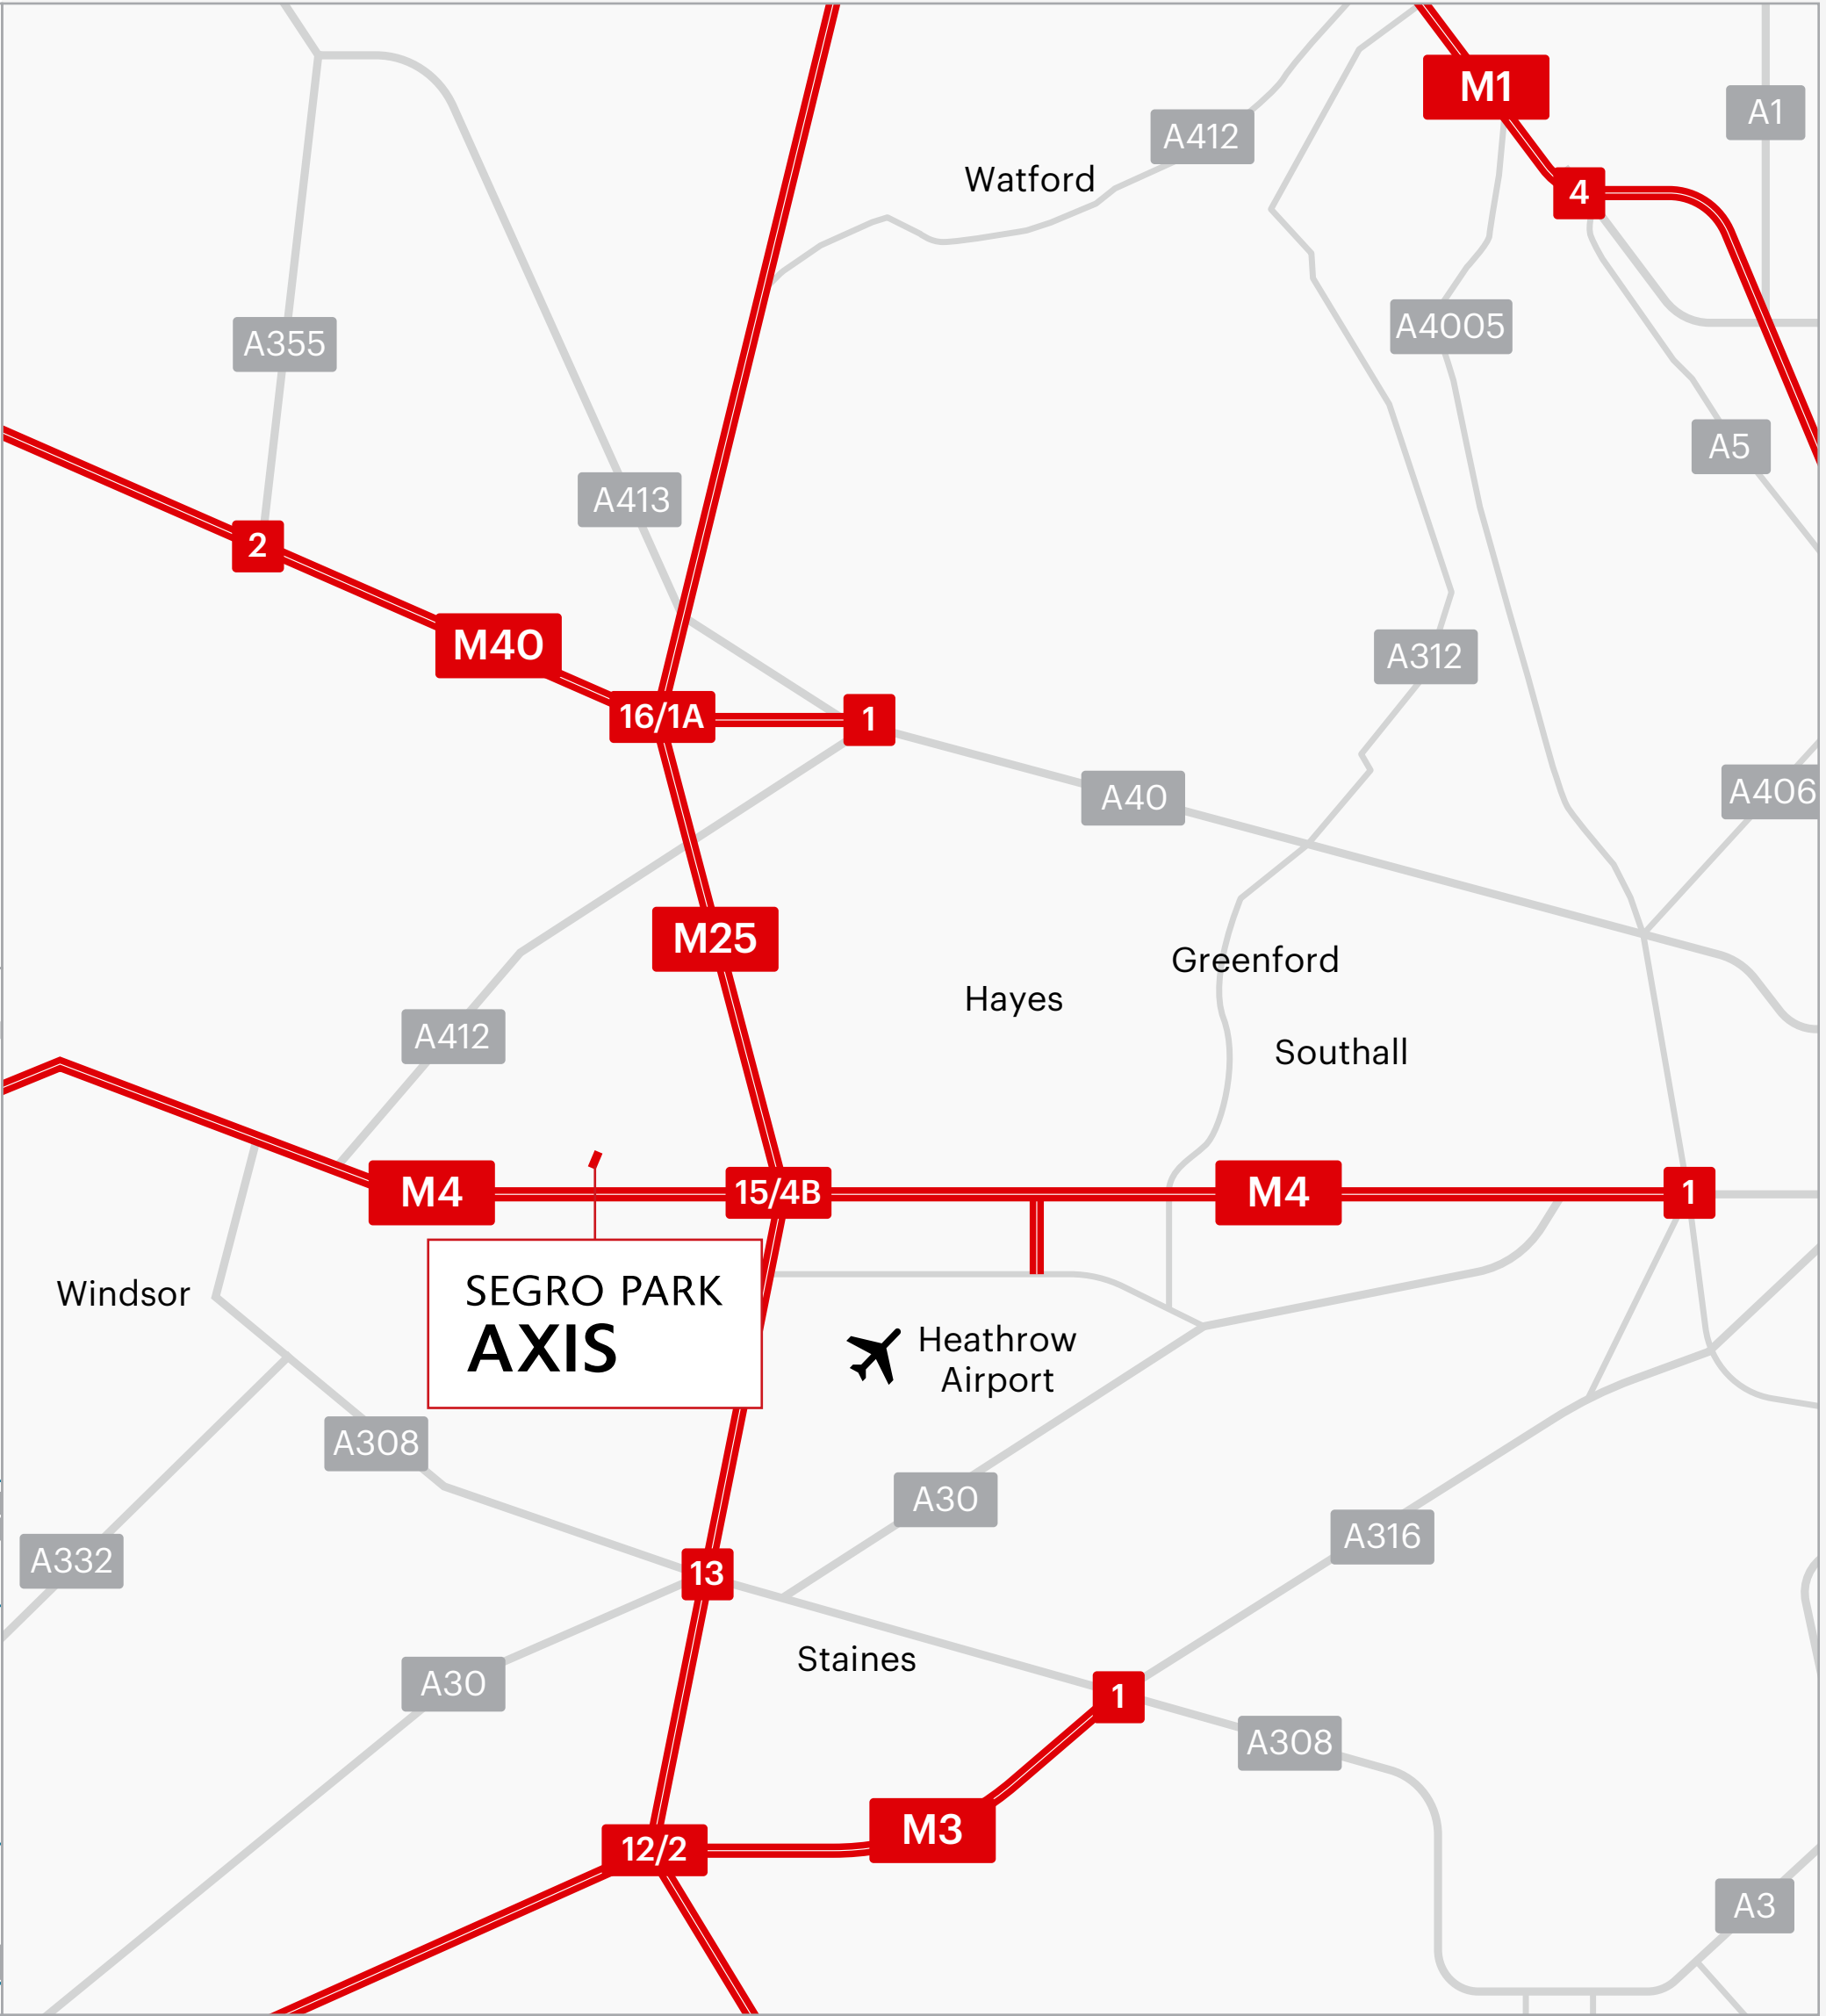 M1
A1
A412
Watford
4
A4005
A355
A5
A413
2
M40
A312
16/1A
1
A40
A406
M25
Greenford
Hayes
A412
Southall
M4
15/4B
M4
1
SEGRO PARK
AXIS
Windsor
Heathrow
Airport
A308
A30
A316
A332
13
Staines
A30
1
A308
M3
12/2
A3